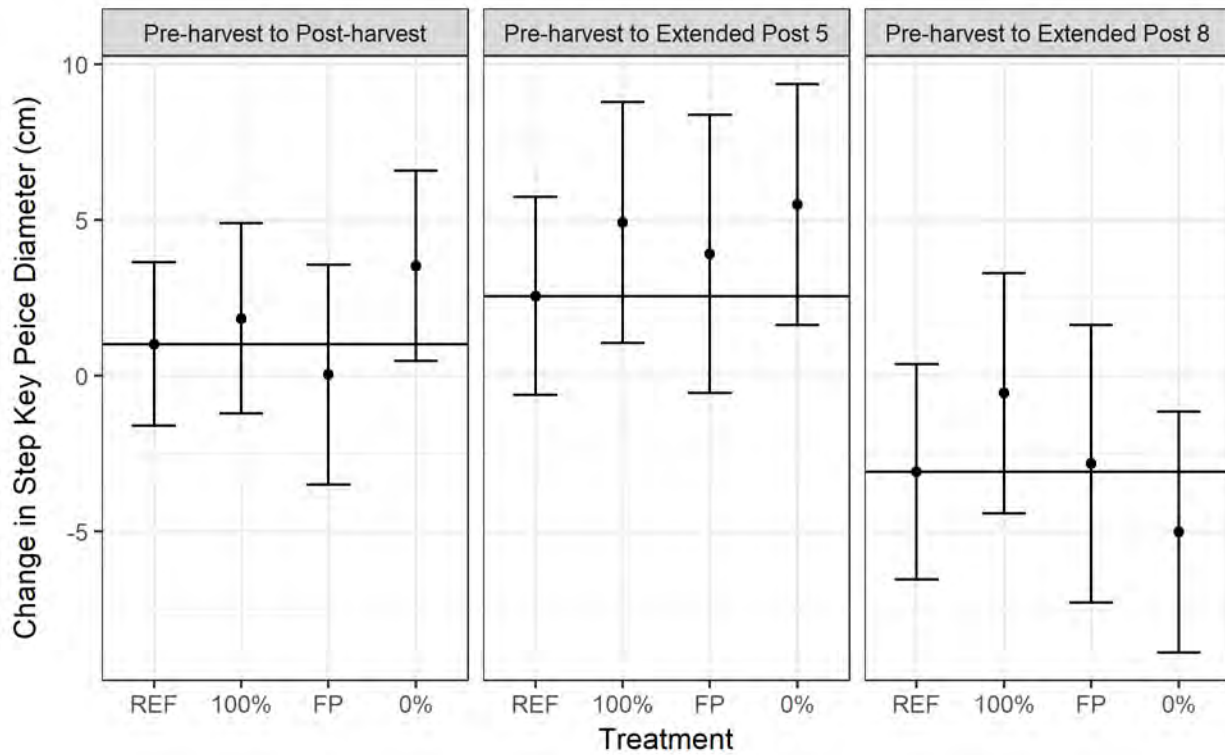 Pre-harvest to Post-harvest
Pre-harvest to Extended Post 5
Pre-harvest to Extended Post 8
Change in Step Key Peice Diameter (cm)
10
5
0
-5
REF 100% FP 0%
REF 100% FP 0%
REF 100% FP 0%
Treatment